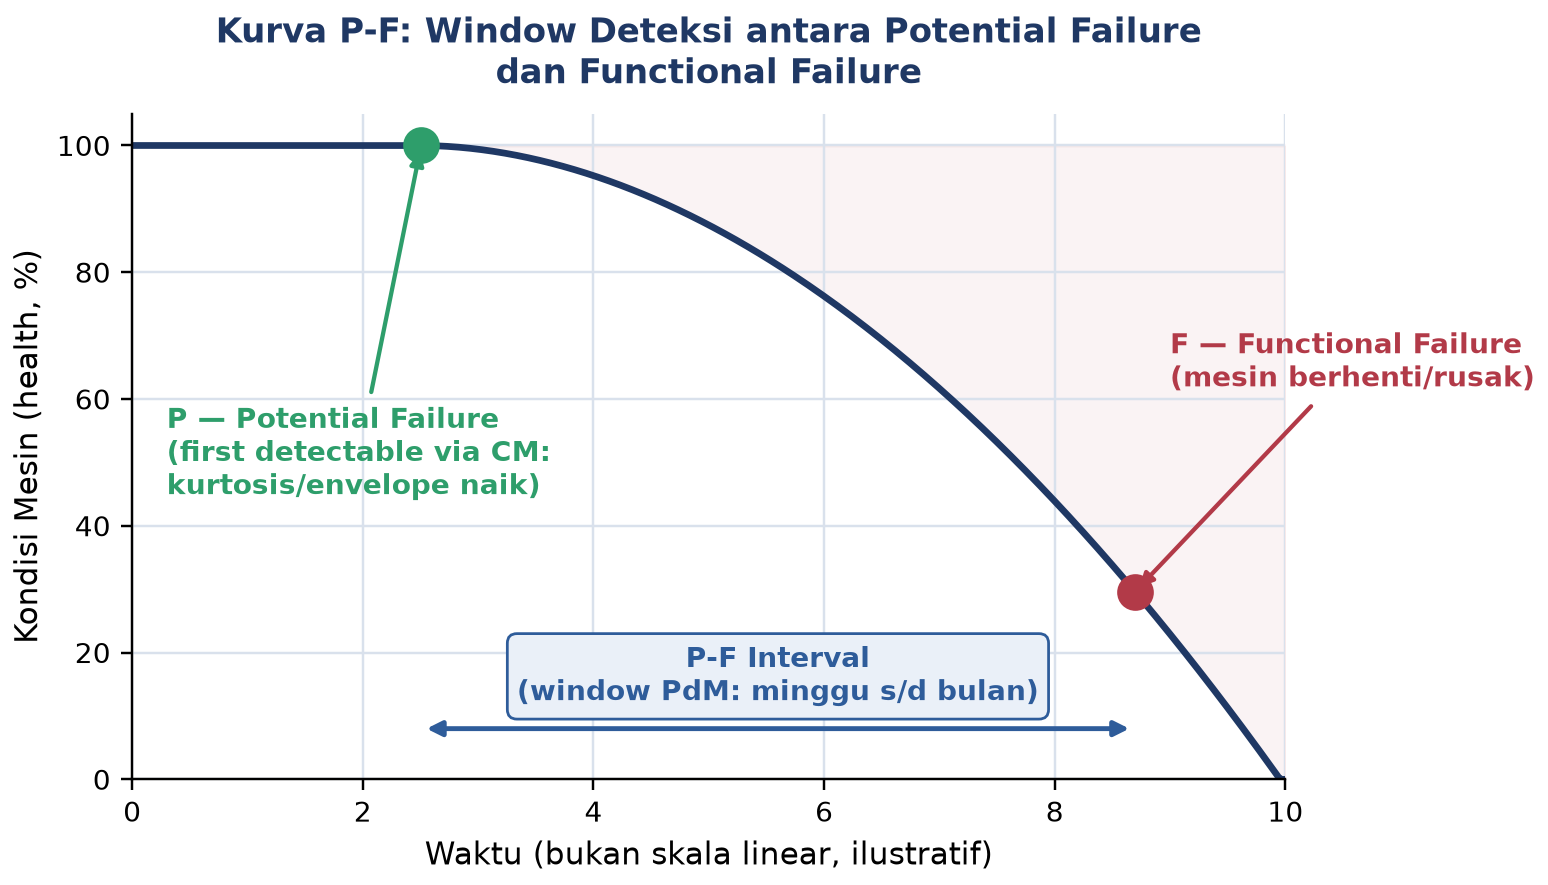 Kurva P-F: Window Deteksi antara Potential Failure
dan Functional Failure
Kondisi Mesin (health, %)
100
80
60
40
20
0
P — Potential Failure
(first detectable via CM:
kurtosis/envelope naik)
F — Functional Failure
(mesin berhenti/rusak)
P-F Interval
(window PdM: minggu s/d bulan)
0
2
4
6
8
10
Waktu (bukan skala linear, ilustratif)